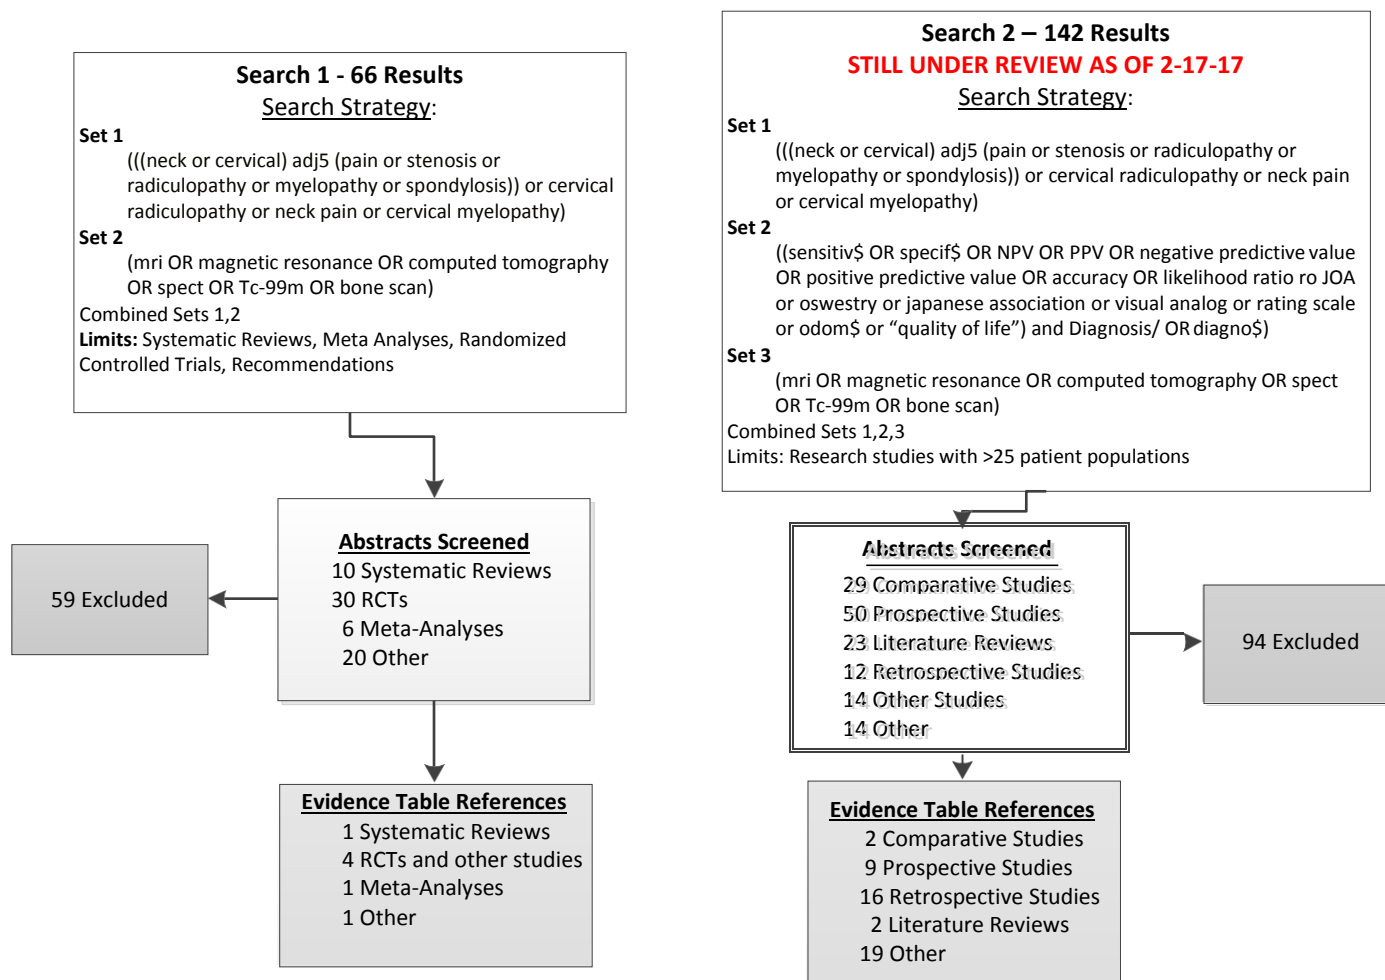 Search 1 - 66 Results
Search Strategy:
Set 1
(((neck or cervical) adj5 (pain or stenosis or
radiculopathy or myelopathy or spondylosis)) or cervical
radiculopathy or neck pain or cervical myelopathy)
Set 2
(mri OR magnetic resonance OR computed tomography
OR spect OR Tc-99m OR bone scan)
Combined Sets 1,2
Limits: Systematic Reviews, Meta Analyses, Randomized
Controlled Trials, Recommendations
59 Excluded
Abstracts Screened
10 Systematic Reviews
30 RCTs
6 Meta-Analyses
20 Other
Evidence Table References
1 Systematic Reviews
4 RCTs and other studies
1 Meta-Analyses
1 Other
Search 2 – 142 Results
STILL UNDER REVIEW AS OF 2-17-17
Search Strategy:
Set 1
(((neck or cervical) adj5 (pain or stenosis or radiculopathy or
myelopathy or spondylosis)) or cervical radiculopathy or neck pain
or cervical myelopathy)
Set 2
((sensitiv$ OR specif$ OR NPV OR PPV OR negative predictive value
OR positive predictive value OR accuracy OR likelihood ratio ro JOA
or oswestry or japanese association or visual analog or rating scale
or odom$ or “quality of life”) and Diagnosis/ OR diagno$)
Set 3
(mri OR magnetic resonance OR computed tomography OR spect
OR Tc-99m OR bone scan)
Combined Sets 1,2,3
Limits: Research studies with >25 patient populations
Abstracts Screened
29 Comparative Studies
50 Prospective Studies
23 Literature Reviews
12 Retrospective Studies
14 Other Studies
14 Other
94 Excluded
Evidence Table References
2 Comparative Studies
9 Prospective Studies
16 Retrospective Studies
2 Literature Reviews
19 Other